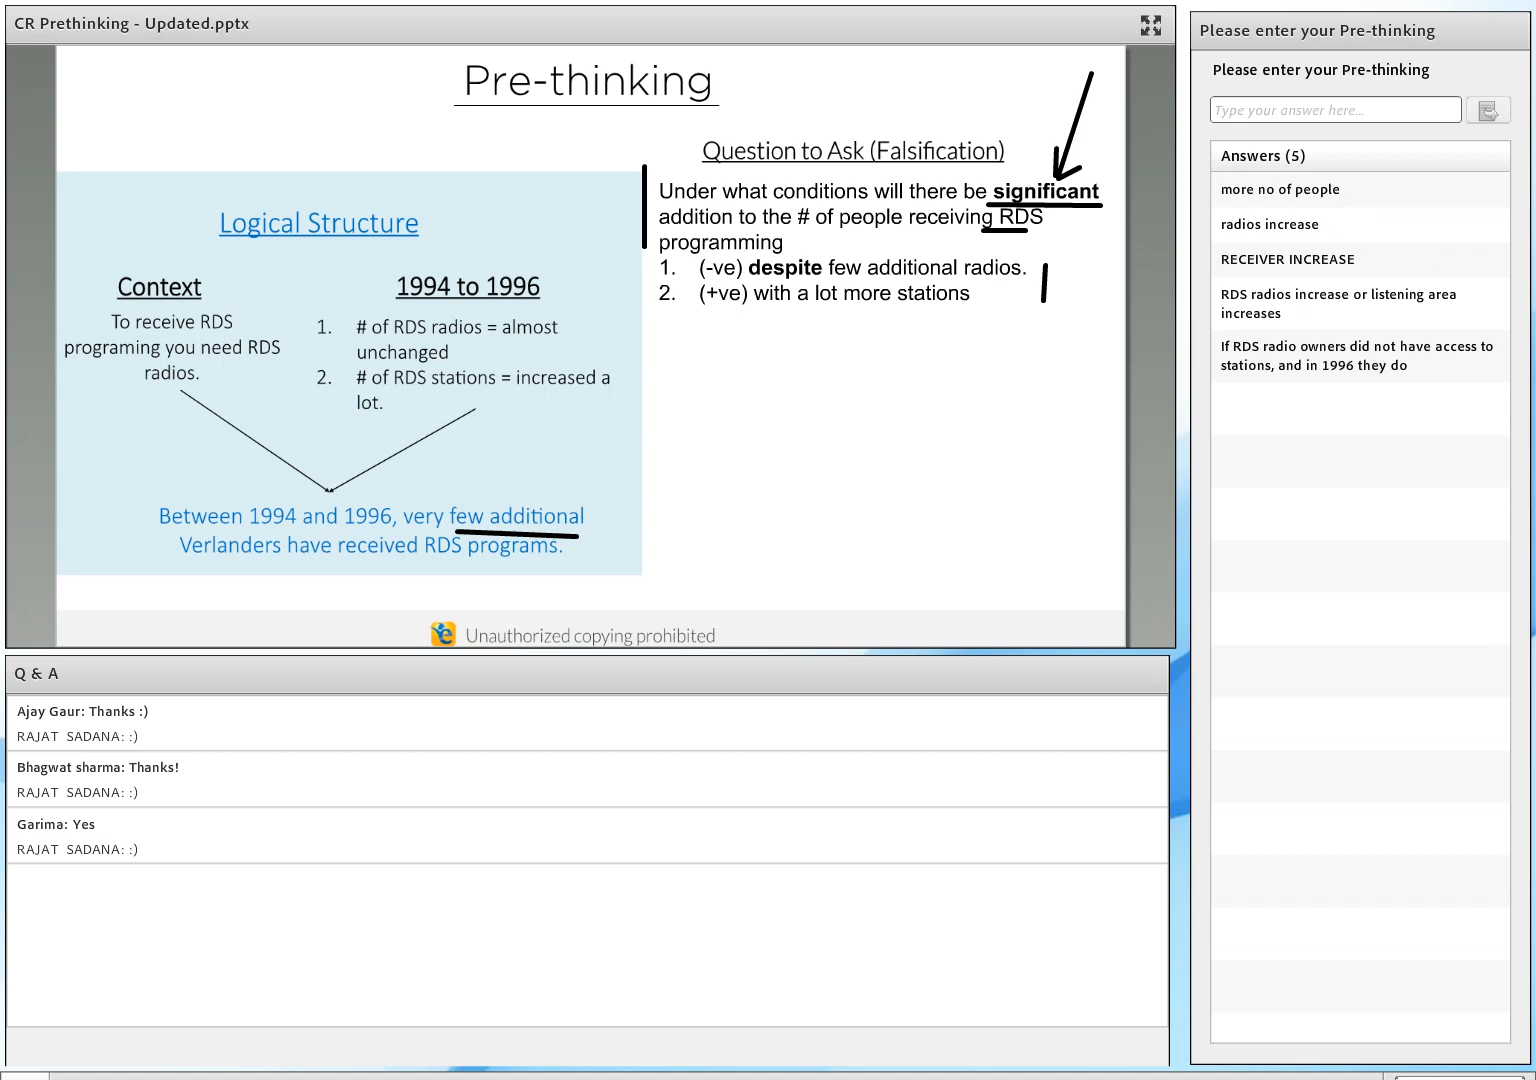 CR Prethinking - Updated.pptx
Pre-thinking
Question to Ask (Falsification)
Under what conditions will there be significant
addition to the # of people receiving RDS
programming
1. (-ve) despite few additional radios.
2. (+ve) with a lot more stations
Logical Structure
Context
To receive RDS
programing you need RDS
radios.
1994 to 1996
1. # of RDS radios = almost
unchanged
2. # of RDS stations = increased a
lot.
Between 1994 and 1996, very few additional
Verlanders have received RDS programs.
Unauthorized copying prohibited
Q & A
Ajay Gaur: Thanks :)
RAJAT SADANA: :)
Bhagwat sharma: Thanks!
RAJAT SADANA: :)
Garima: Yes
RAJAT SADANA: :)
Please enter your Pre-thinking
Please enter your Pre-thinking
Type your answer here...
Answers (5)
more no of people
radios increase
RECEIVER INCREASE
RDS radios increase or listening area
increases
If RDS radio owners did not have access to
stations, and in 1996 they do